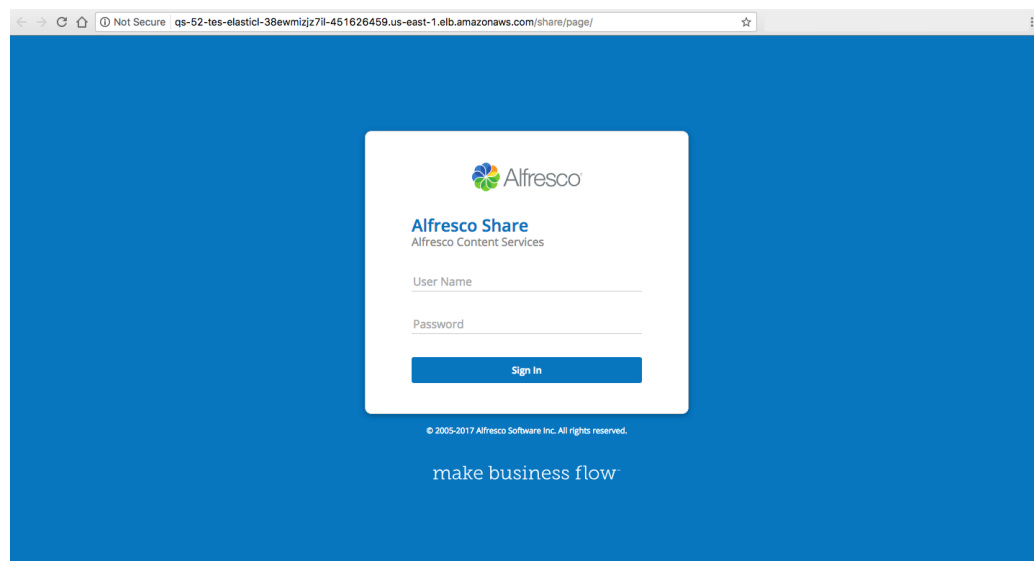 Not Secure qs-52-tes-elasticl-38ewmizjz7il-451626459.us-east-1.elb.amazonaws.com/share/page/
Alfresco
Alfresco Share
Alfresco Content Services
User Name
Password
Sign In
© 2005-2017 Alfresco Software Inc. All rights reserved.
make business flow™